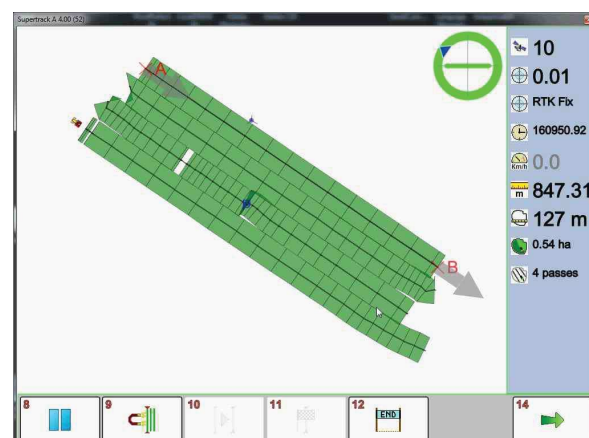 Supertrack A 4.00 (52)
10
0.01
RTK Fix
160950.92
Km/h 0.0
m 847.31
127 m
0.54 ha
4 passes
A
B
8
9
10
11
12
END
14